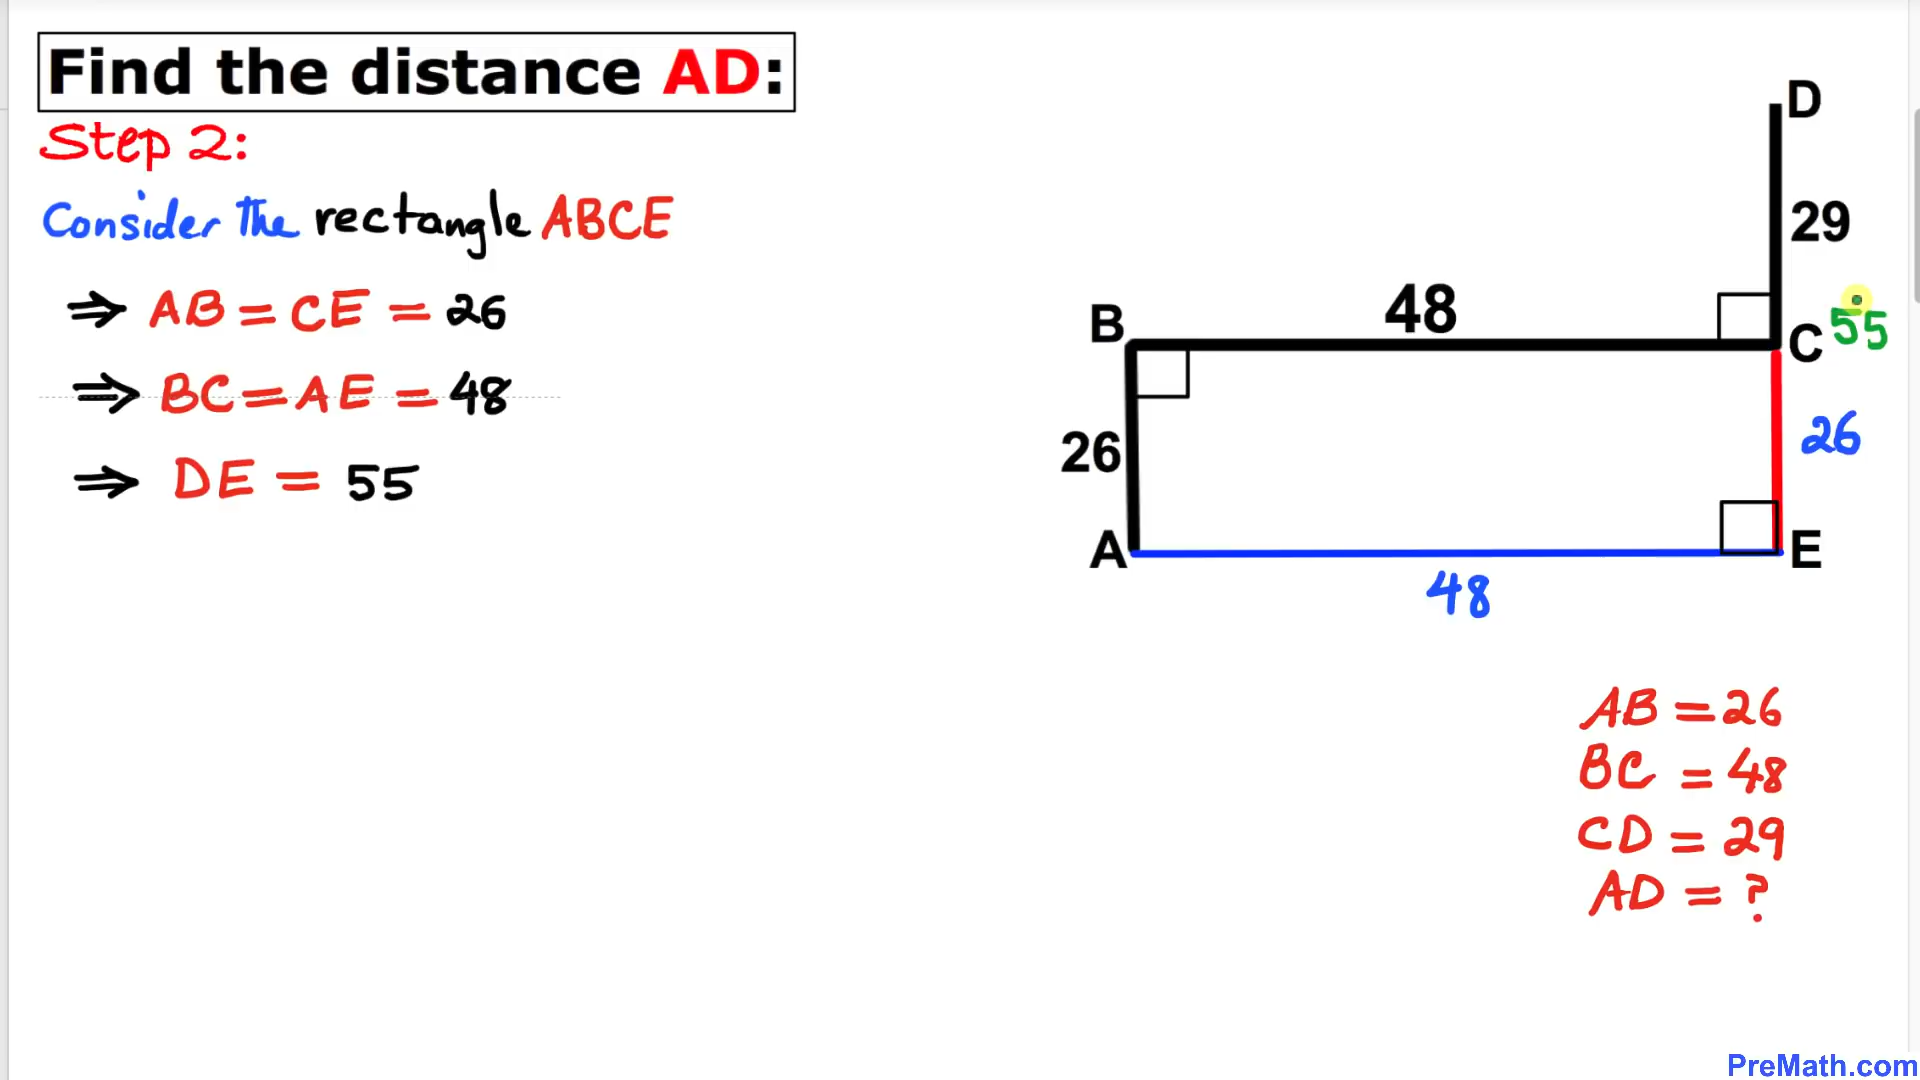 Find the distance AD:
Step 2:
Consider the rectangle ABCE
⇒ AB = CE = 26
⇒ BC = AE = 48
⇒ DE = 55
D
29
48
B
C 55
26
26
A
E
48
AB = 26
BC = 48
CD = 29
AD = ?
PreMath.com